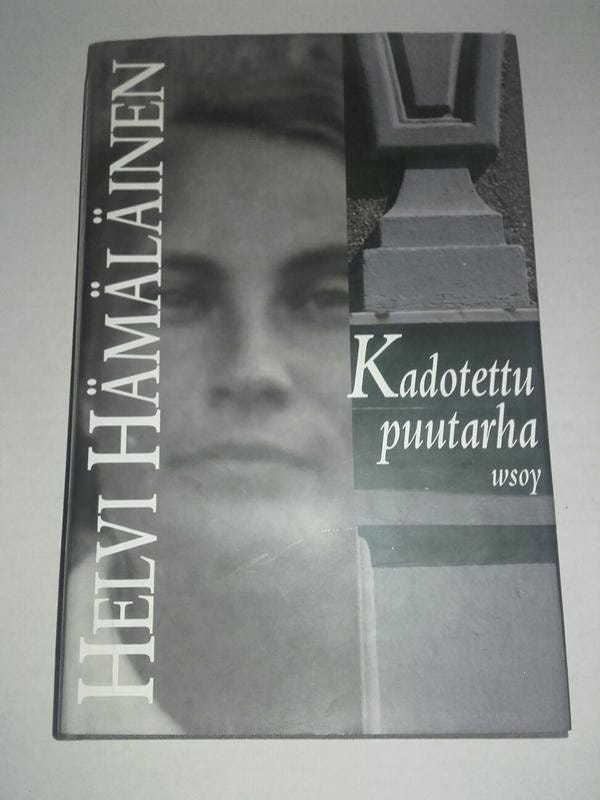 HELVI HÄMÄLÄINEN
Kadotettu
puutarha
wsoy